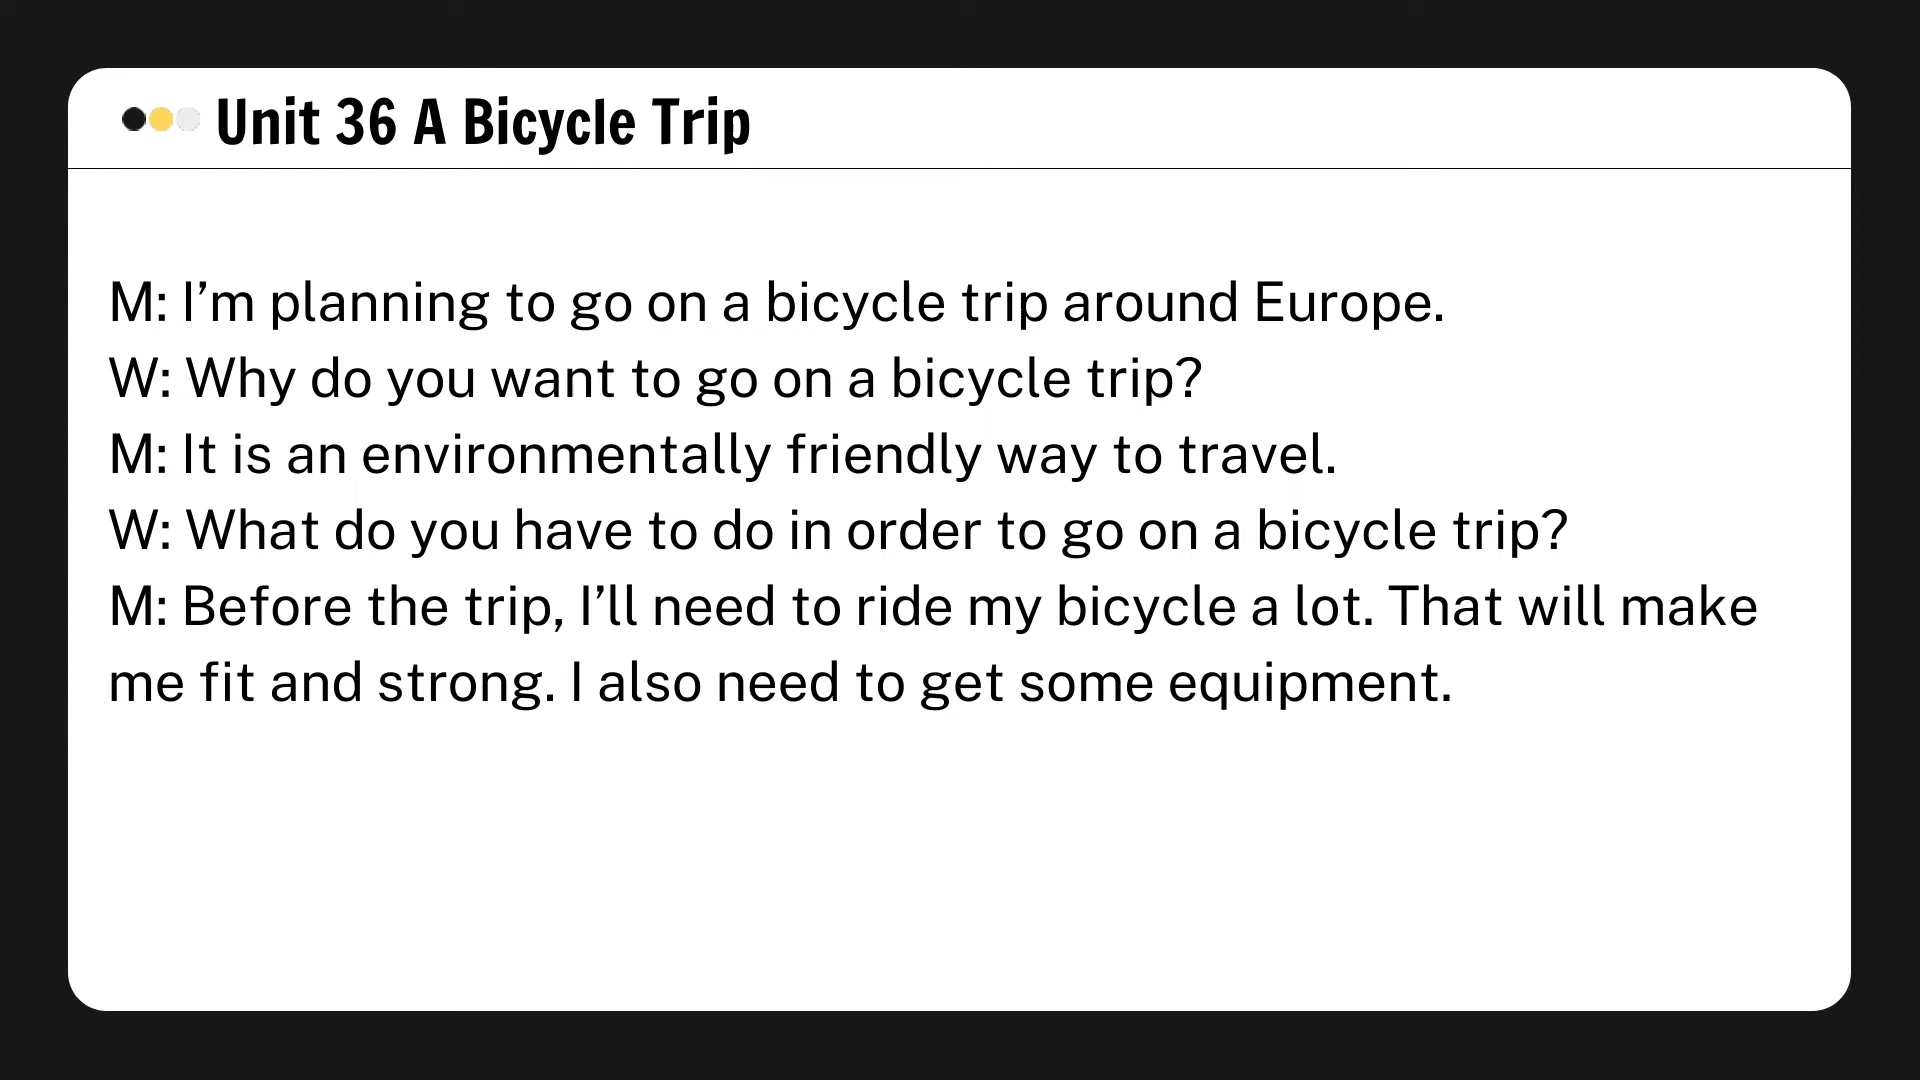 Unit 36 A Bicycle Trip
M: I’m planning to go on a bicycle trip around Europe.
W: Why do you want to go on a bicycle trip?
M: It is an environmentally friendly way to travel.
W: What do you have to do in order to go on a bicycle trip?
M: Before the trip, I’ll need to ride my bicycle a lot. That will make
me fit and strong. I also need to get some equipment.